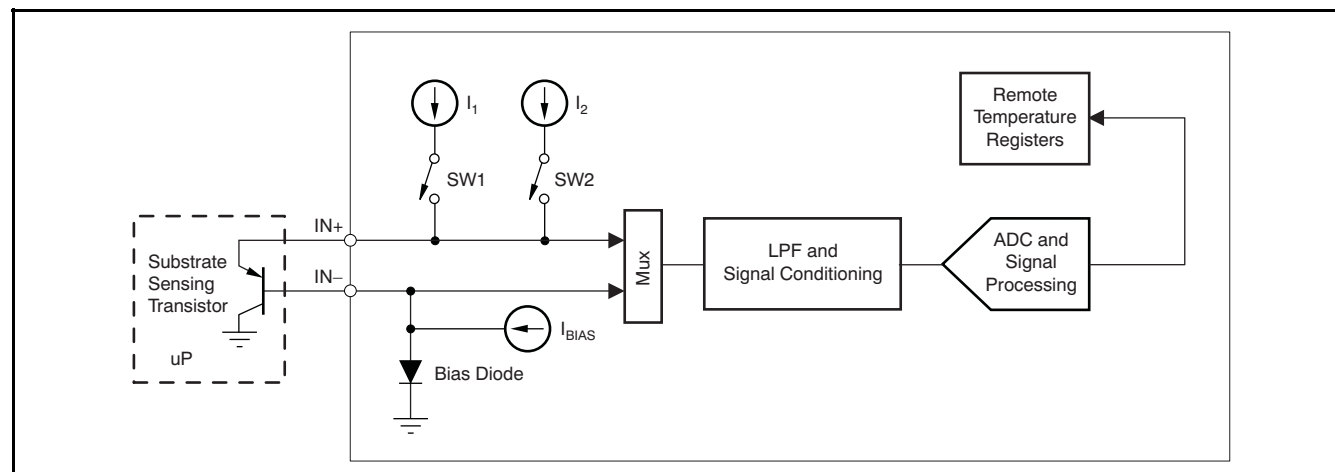 I1
I2
Remote
Temperature
Registers
SW1
SW2
IN+
Substrate
Sensing
Transistor
IN–
uP
Mux
LPF and
Signal Conditioning
ADC and
Signal
Processing
IBIAS
Bias Diode